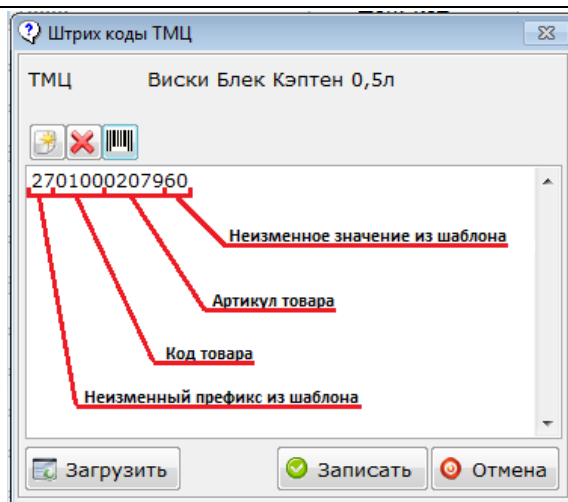 Штрих коды ТМЦ
ТМЦ Виски Блек Кэптен 0,5л
2701000207960
Неизменное значение из шаблона
Артикул товара
Код товара
Неизменный префикс из шаблона
Загрузить Записать Отмена